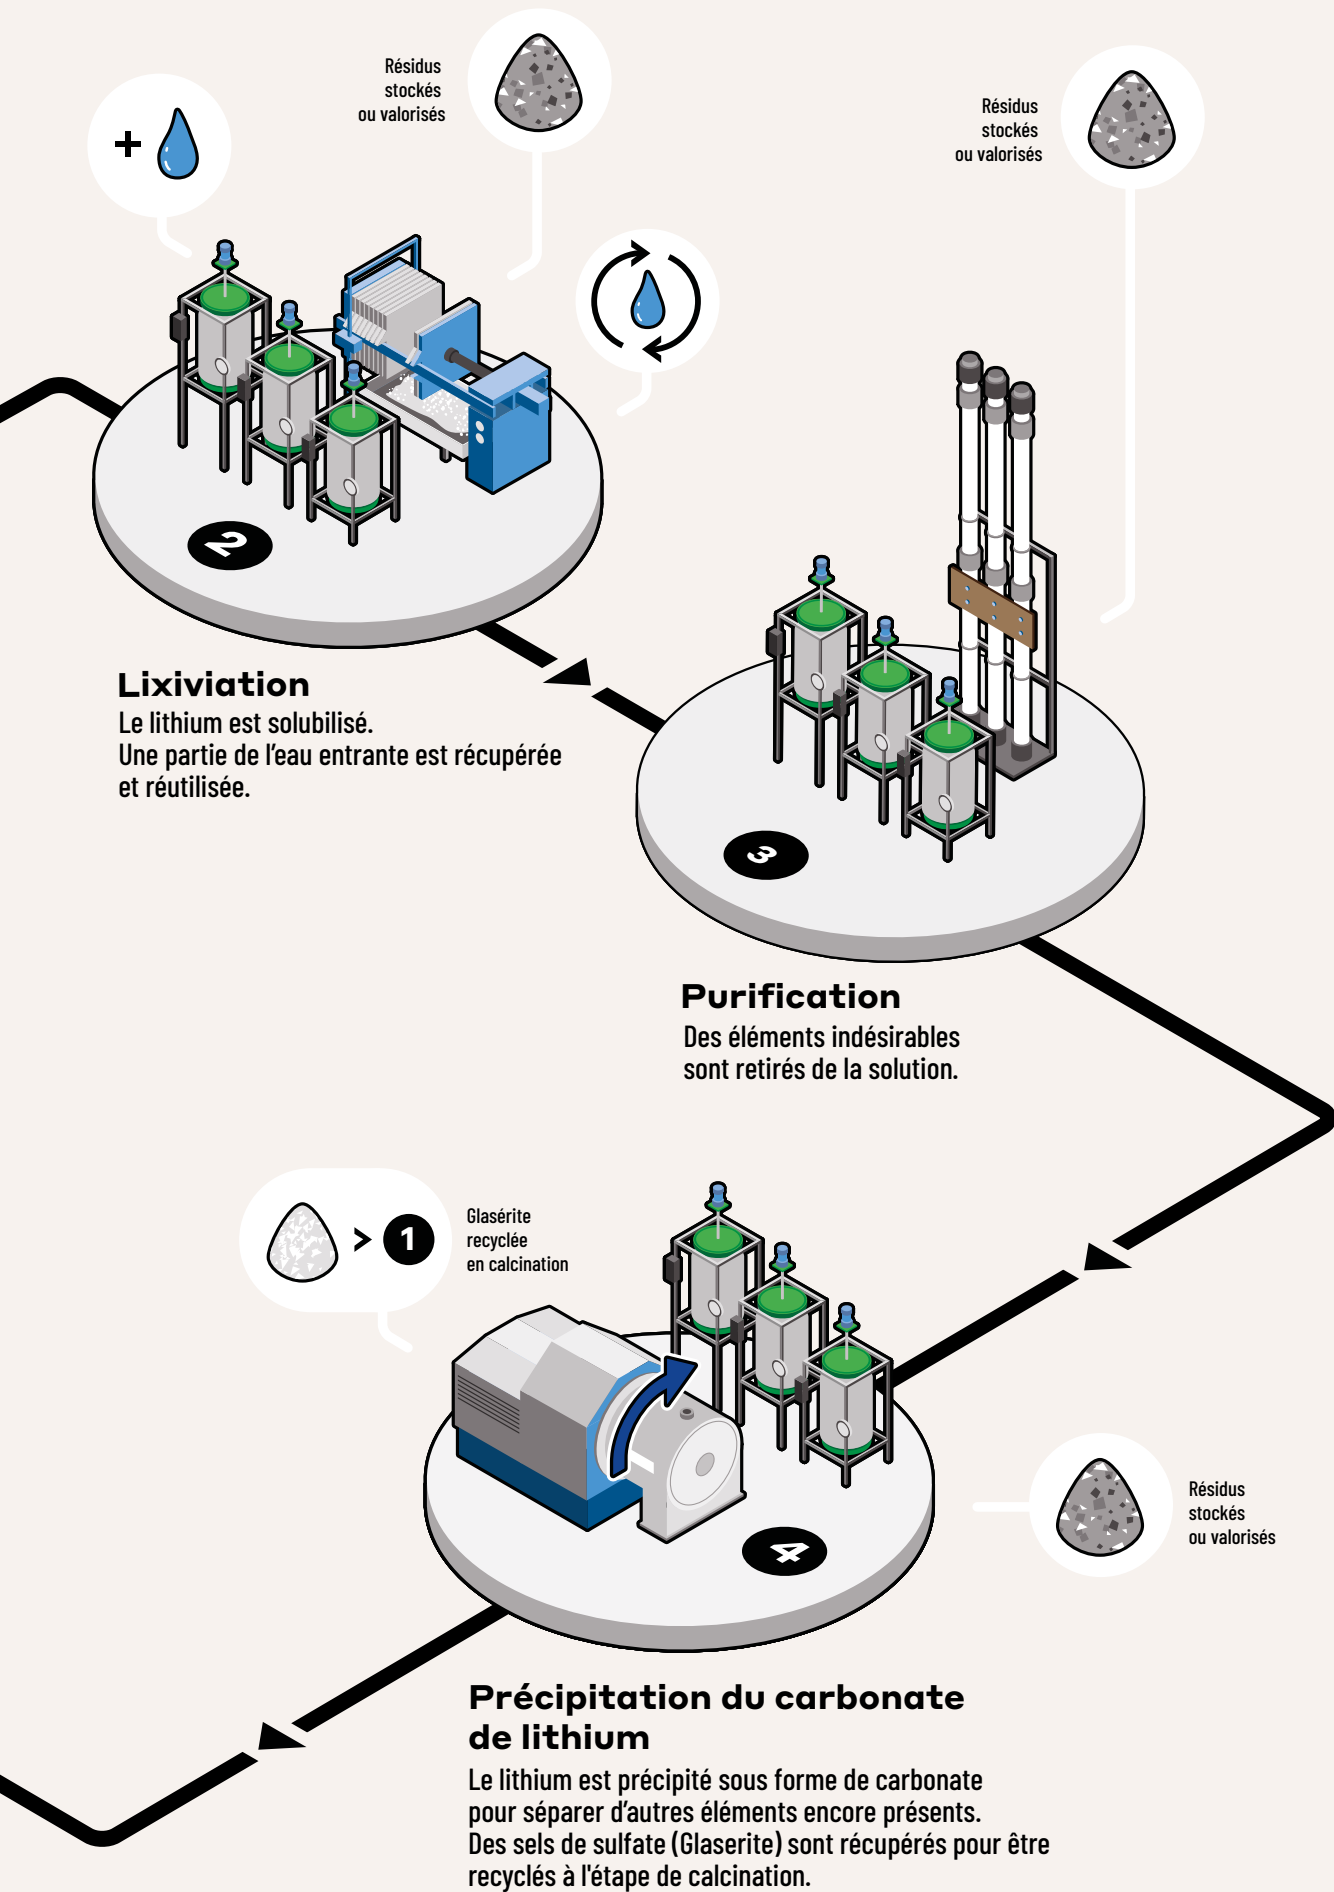 Résidus
stockés
ou valorisés
Résidus
stockés
ou valorisés
+
2
Lixiviation
Le lithium est solubilisé.
Une partie de l’eau entrante est récupérée
et réutilisée.
3
Purification
Des éléments indésirables
sont retirés de la solution.
> 1
Glasérite
recyclée
en calcination
Résidus
stockés
ou valorisés
4
Précipitation du carbonate
de lithium
Le lithium est précipité sous forme de carbonate
pour séparer d’autres éléments encore présents.
Des sels de sulfate (Glaserite) sont récupérés pour être
recyclés à l'étape de calcination.